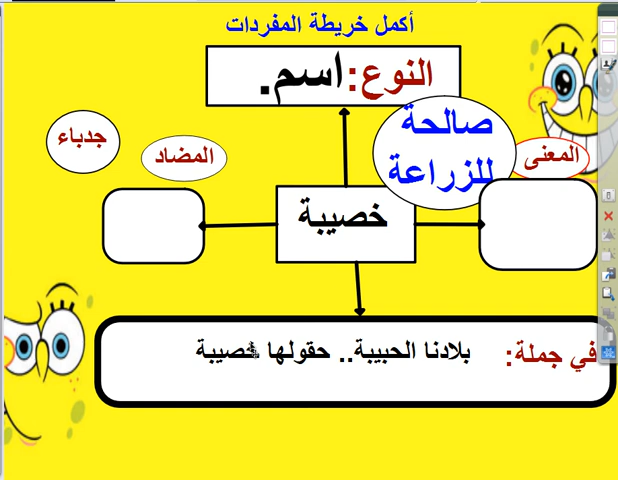 أكمل خريطة المفردات
النوع: اسم.
صالحة
للزراعة
المعنى
المضاد
جدباء
خصيبة
في جملة: بلادنا الحبيبة.. حقولها خصيبة